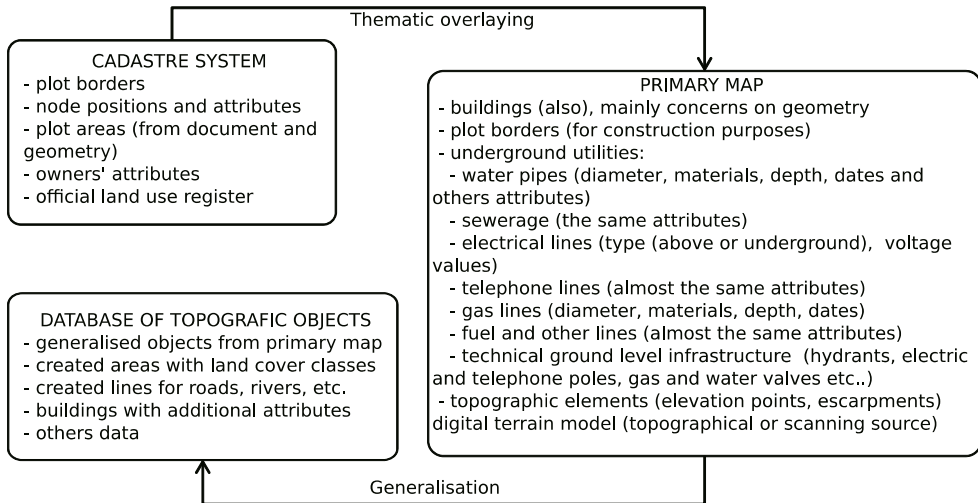 Thematic overlaying
CADASTRE SYSTEM
- plot borders
- node positions and attributes
- plot areas (from document and
geometry)
- owners' attributes
- official land use register
PRIMARY MAP
- buildings (also), mainly concerns on geometry
- plot borders (for construction purposes)
- underground utilities:
- water pipes (diameter, materials, depth, dates and
others attributes)
- sewerage (the same attributes)
- electrical lines (type (above or underground), voltage
values)
- telephone lines (almost the same attributes)
- gas lines (diameter, materials, depth, dates)
- fuel and other lines (almost the same attributes)
- technical ground level infrastructure (hydrants, electric
and telephone poles, gas and water valves etc..)
- topographic elements (elevation points, escarpments)
digital terrain model (topographical or scanning source)
DATABASE OF TOPOGRAFIC OBJECTS
- generalised objects from primary map
- created areas with land cover classes
- created lines for roads, rivers, etc.
- buildings with additional attributes
- others data
Generalisation